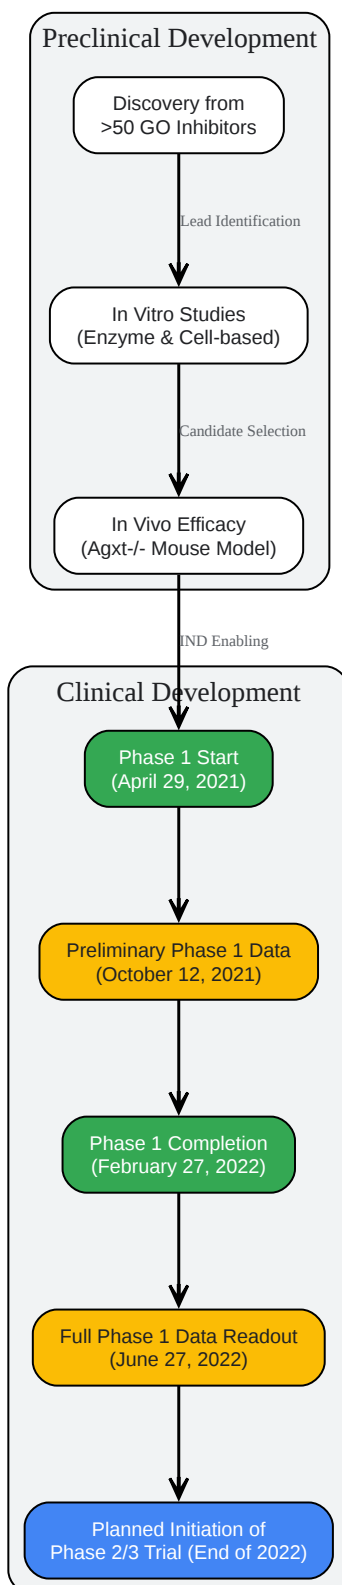 Preclinical Development
Discovery from
>50 GO Inhibitors
Lead Identification
In Vitro Studies
(Enzyme & Cell-based)
Candidate Selection
In Vivo Efficacy
(Agxt-/- Mouse Model)
IND Enabling
Clinical Development
Phase 1 Start
(April 29, 2021)
Preliminary Phase 1 Data
(October 12, 2021)
Phase 1 Completion
(February 27, 2022)
Full Phase 1 Data Readout
(June 27, 2022)
Planned Initiation of
Phase 2/3 Trial (End of 2022)